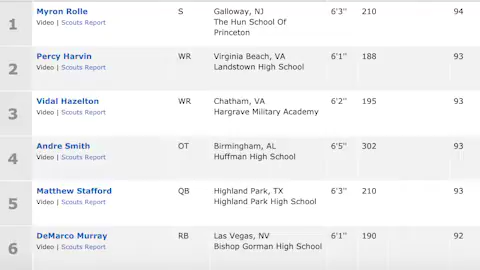 1 Myron Rolle S Galloway, NJ 6'3'' 210 94
Video | Scouts Report The Hun School Of
Princeton
2 Percy Harvin WR Virginia Beach, VA 6'1'' 188 93
Video | Scouts Report Landstown High School
3 Vidal Hazelton WR Chatham, VA 6'2'' 195 93
Video | Scouts Report Hargrave Military Academy
4 Andre Smith OT Birmingham, AL 6'5'' 302 93
Video | Scouts Report Huffman High School
5 Matthew Stafford QB Highland Park, TX 6'3'' 210 93
Video | Scouts Report Highland Park High School
6 DeMarco Murray RB Las Vegas, NV 6'1'' 190 92
Video | Scouts Report Bishop Gorman High School